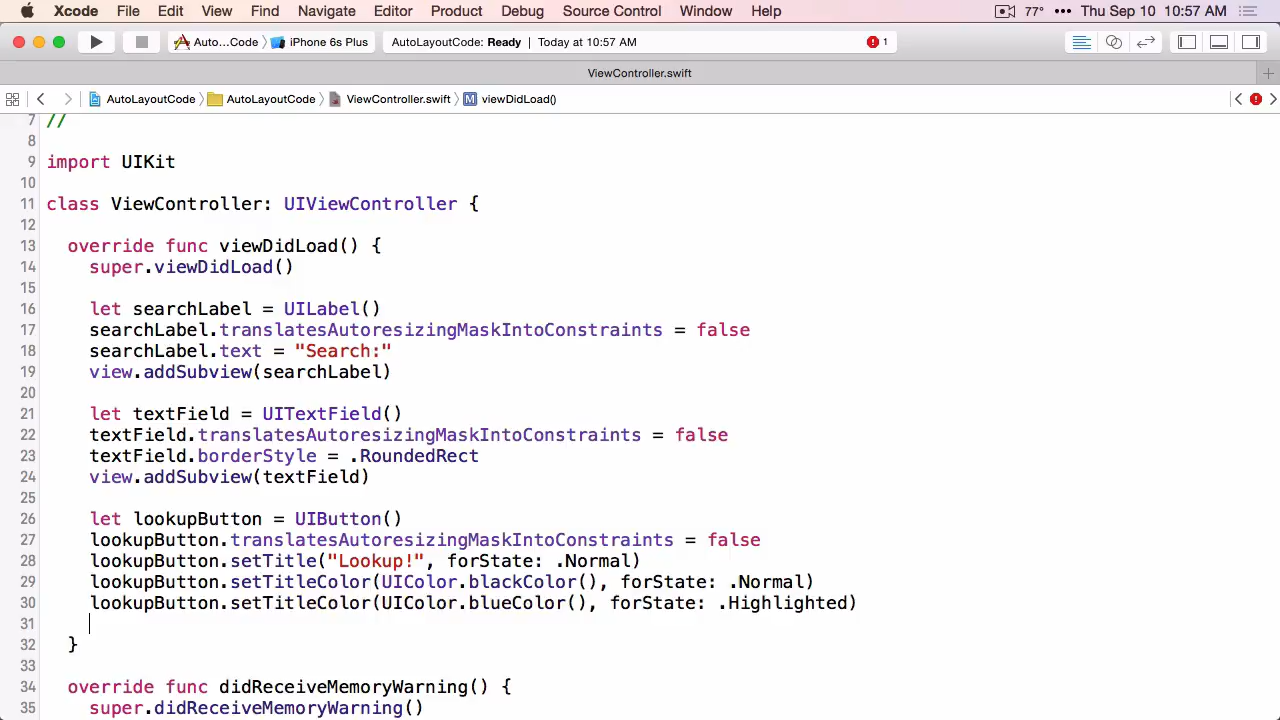 Xcode File Edit View Find Navigate Editor Product Debug Source Control Window Help 77° ••• Thu Sep 10 10:57 AM
Auto...Code iPhone 6s Plus AutoLayoutCode: Ready Today at 10:57 AM 1
ViewController.swift
AutoLayoutCode AutoLayoutCode ViewController.swift M viewDidLoad()
7 //
8
9 import UIKit
10
11 class ViewController: UIViewController {
12
13 override func viewDidLoad() {
14 super.viewDidLoad()
15
16 let searchLabel = UILabel()
17 searchLabel.translatesAutoresizingMaskIntoConstraints = false
18 searchLabel.text = "Search:"
19 view.addSubview(searchLabel)
20
21 let textField = UITextField()
22 textField.translatesAutoresizingMaskIntoConstraints = false
23 textField.borderStyle = .RoundedRect
24 view.addSubview(textField)
25
26 let lookupButton = UIButton()
27 lookupButton.translatesAutoresizingMaskIntoConstraints = false
28 lookupButton.setTitle("Lookup!", forState: .Normal)
29 lookupButton.setTitleColor(UIColor.blackColor(), forState: .Normal)
30 lookupButton.setTitleColor(UIColor.blueColor(), forState: .Highlighted)
31
32 }
33
34 override func didReceiveMemoryWarning() {
35 super.didReceiveMemoryWarning()